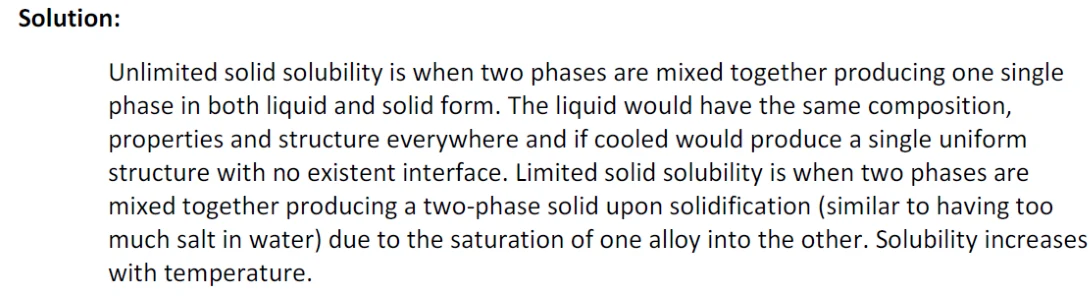 Solution:
Unlimited solid solubility is when two phases are mixed together producing one single
phase in both liquid and solid form. The liquid would have the same composition,
properties and structure everywhere and if cooled would produce a single uniform
structure with no existent interface. Limited solid solubility is when two phases are
mixed together producing a two-phase solid upon solidification (similar to having too
much salt in water) due to the saturation of one alloy into the other. Solubility increases
with temperature.